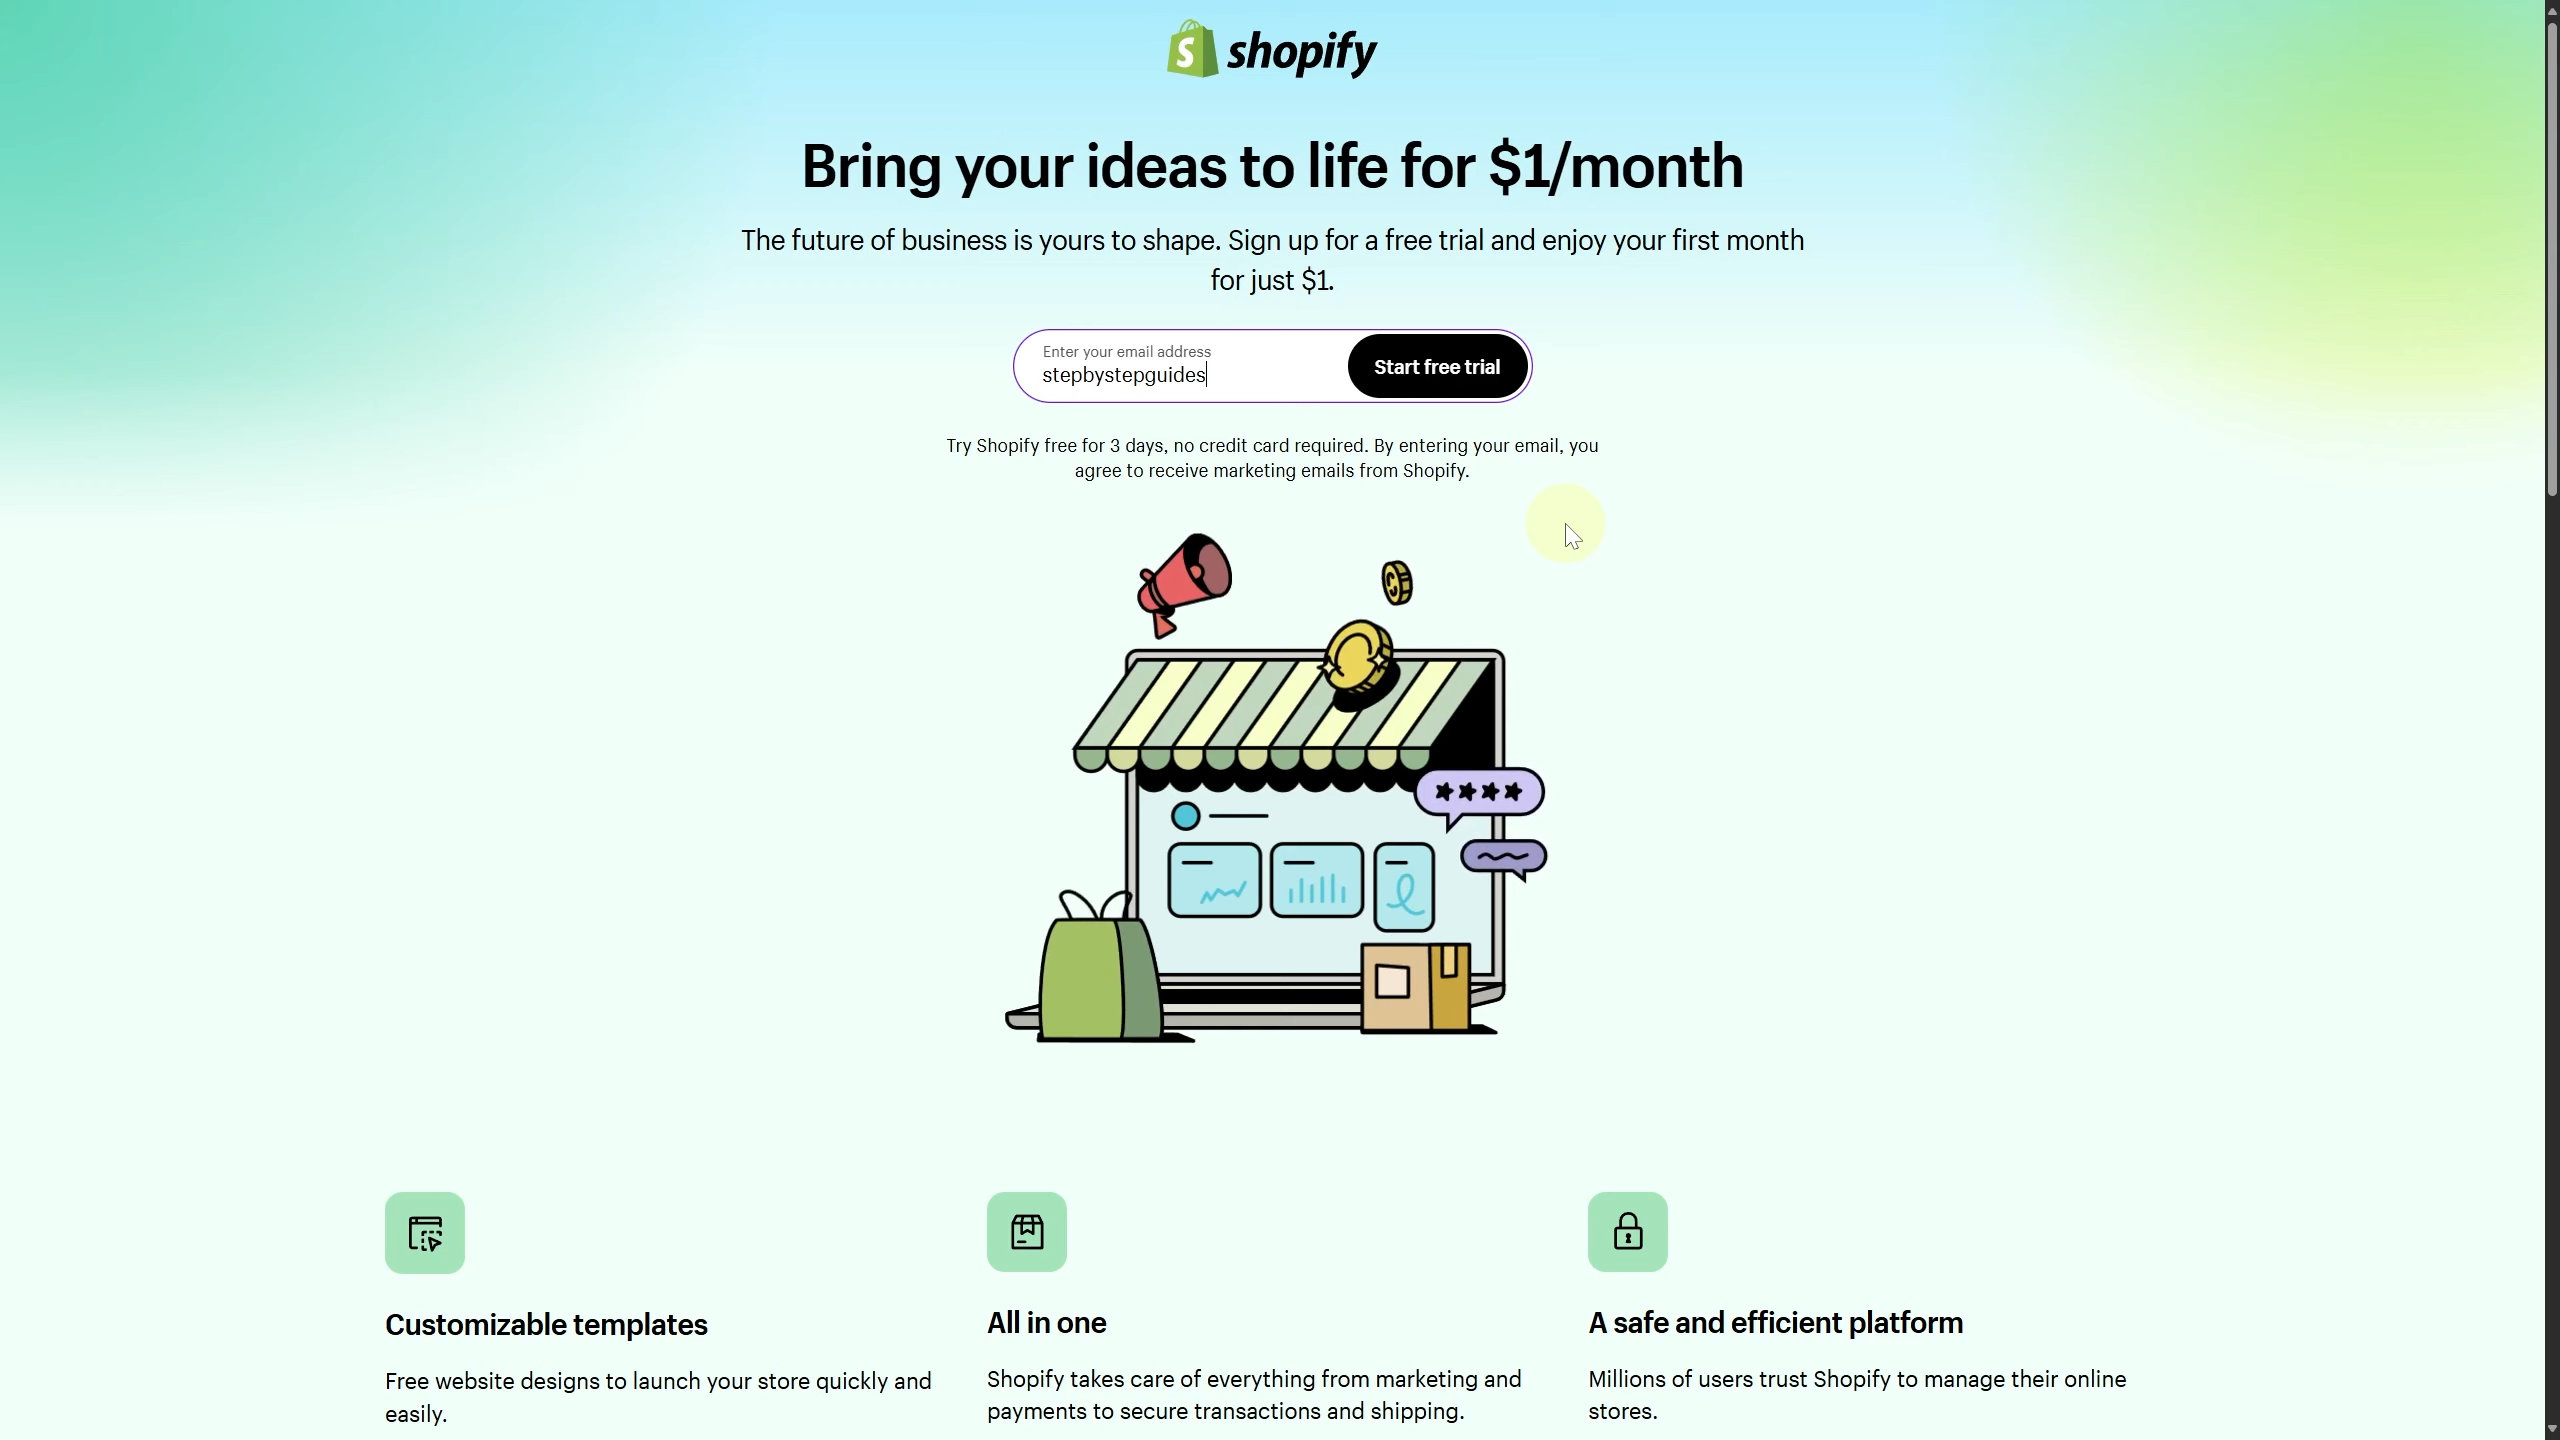 shopify
Bring your ideas to life for $1/month
The future of business is yours to shape. Sign up for a free trial and enjoy your first month
for just $1.
Enter your email address
stepbystepguides
Start free trial
Try Shopify free for 3 days, no credit card required. By entering your email, you
agree to receive marketing emails from Shopify.
Customizable templates
Free website designs to launch your store quickly and
easily.
All in one
Shopify takes care of everything from marketing and
payments to secure transactions and shipping.
A safe and efficient platform
Millions of users trust Shopify to manage their online
stores.